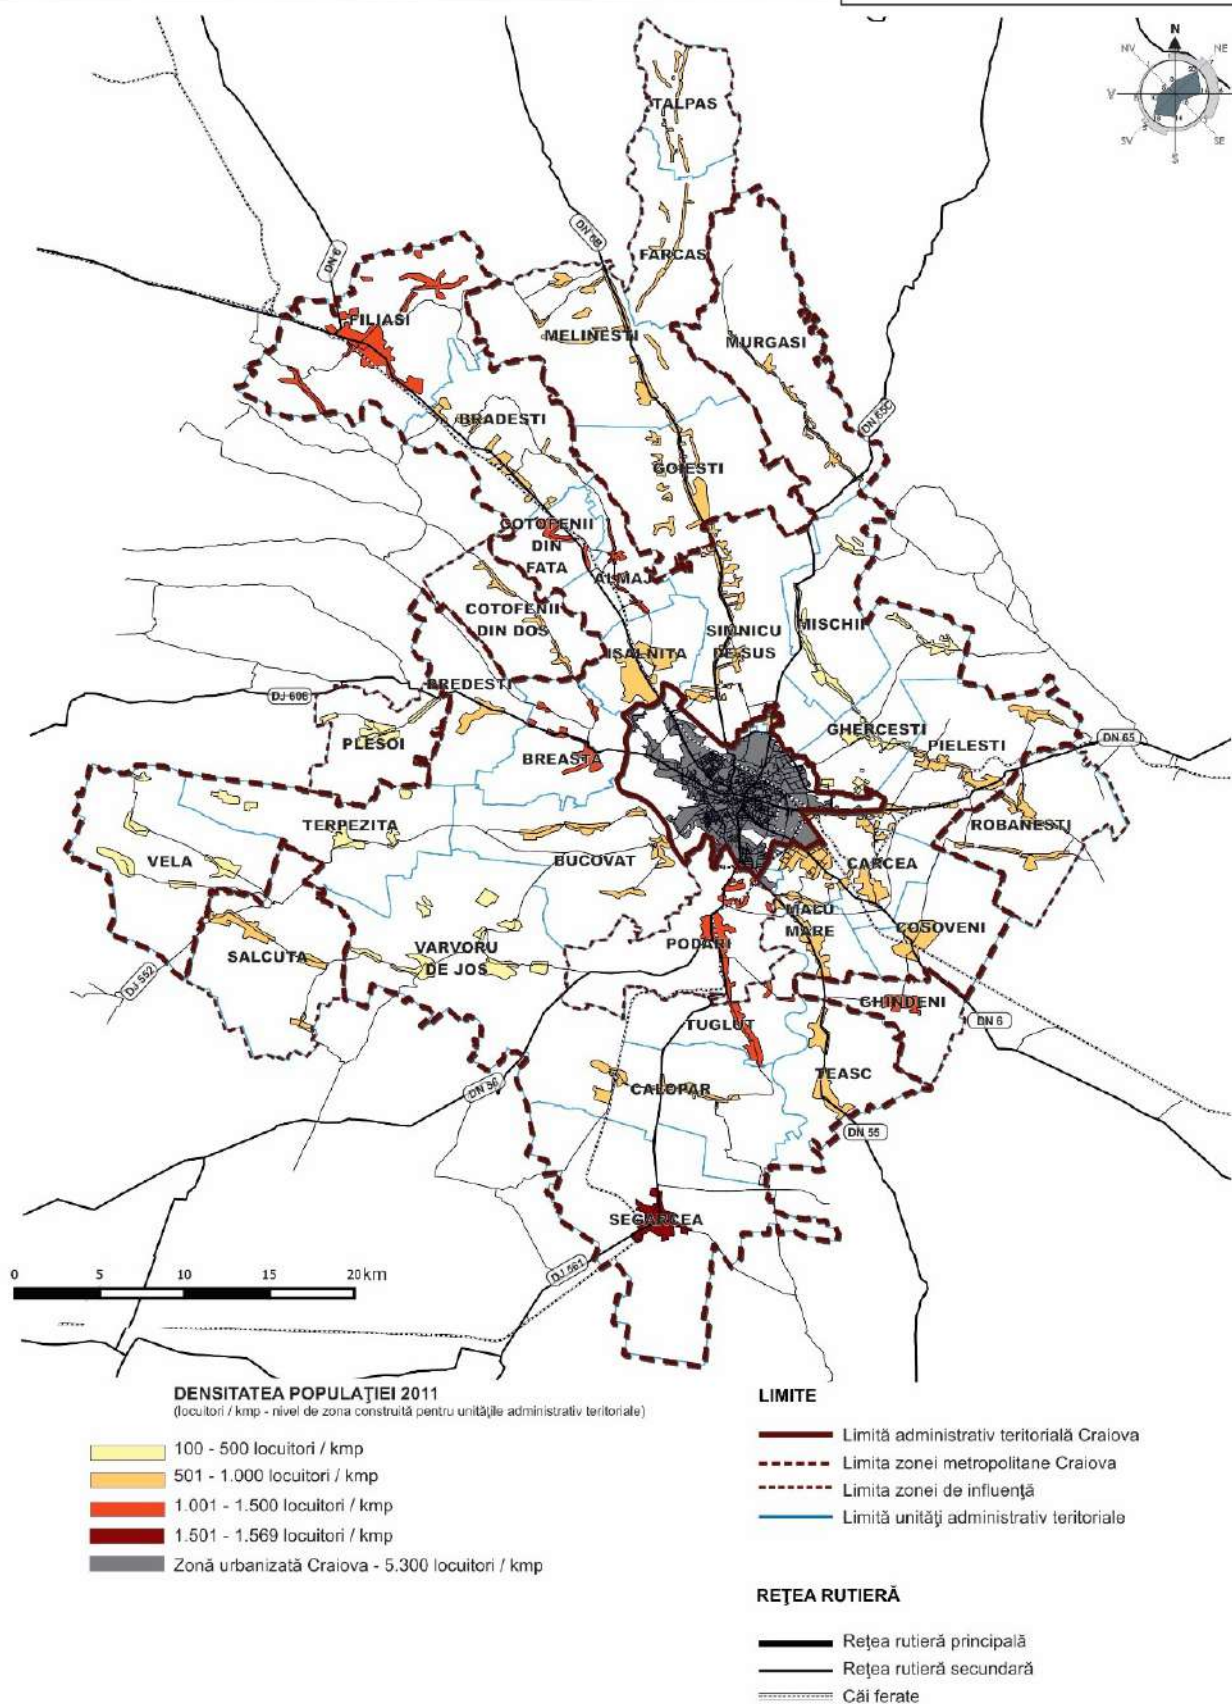 N
NV
NE
V
SV
SE
S
TALPAS
DN 6B
FARCAS
DN 6
FILIASI
MELINESTI
MURGASI
BRADESTI
DN 65C
GOIESTI
COTOFENII
DIN
FATA
ALMAJ
COTOFENII
DIN DOS
SIMNICU
DE SUS
MISCHII
ISALNITA
BREDESTI
DJ 606
PLESOI
GHERCESTI
PIELESTI
DN 65
BREASTA
TERPEZITA
ROBANESTI
VELA
BUCOVAT
CARCEA
MALU
MARE
COSOVENI
PODARI
SALCUTA
VARVORU
DE JOS
DJ 552
GHINDENI
DN 6
TUGLUT
TEASC
CALOPAR
DN 56
DN 55
SEGARCEA
DJ 561
0 5 10 15 20 km
DENSITATEA POPULAŢIEI 2011
(locuitori / kmp - nivel de zona construită pentru unităţile administrativ teritoriale)
100 - 500 locuitori / kmp
501 - 1.000 locuitori / kmp
1.001 - 1.500 locuitori / kmp
1.501 - 1.569 locuitori / kmp
Zonă urbanizată Craiova - 5.300 locuitori / kmp
LIMITE
Limită administrativ teritorială Craiova
Limita zonei metropolitane Craiova
Limita zonei de influenţă
Limită unităţi administrativ teritoriale
REŢEA RUTIERĂ
Reţea rutieră principală
Reţea rutieră secundară
Căi ferate